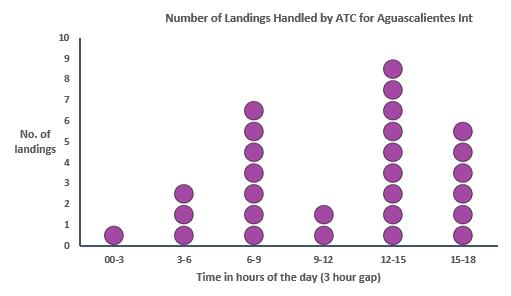 Number of Landings Handled by ATC for Aguascalientes Int
10
9
8
7
6
5
4
3
2
1
0
No. of
landings
00-3 3-6 6-9 9-12 12-15 15-18
Time in hours of the day (3 hour gap)